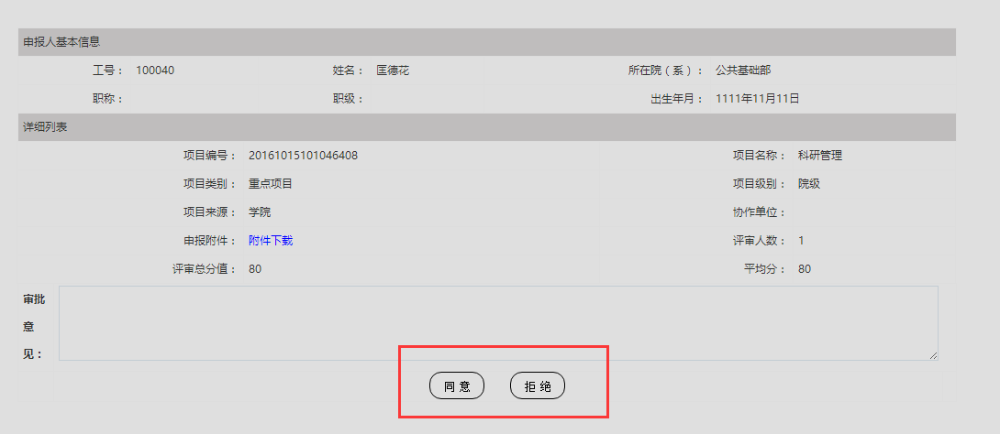 申报人基本信息
工号： 100040 姓名： 匡德花 所在院（系）： 公共基础部
职称： 职级： 出生年月： 1111年11月11日
详细列表
项目编号： 20161015101046408 项目名称： 科研管理
项目类别： 重点项目 项目级别： 院级
项目来源： 学院 协作单位：
申报附件： 附件下载 评审人数： 1
评审总分值： 80 平均分： 80
审批
意
见：
同 意 拒 绝